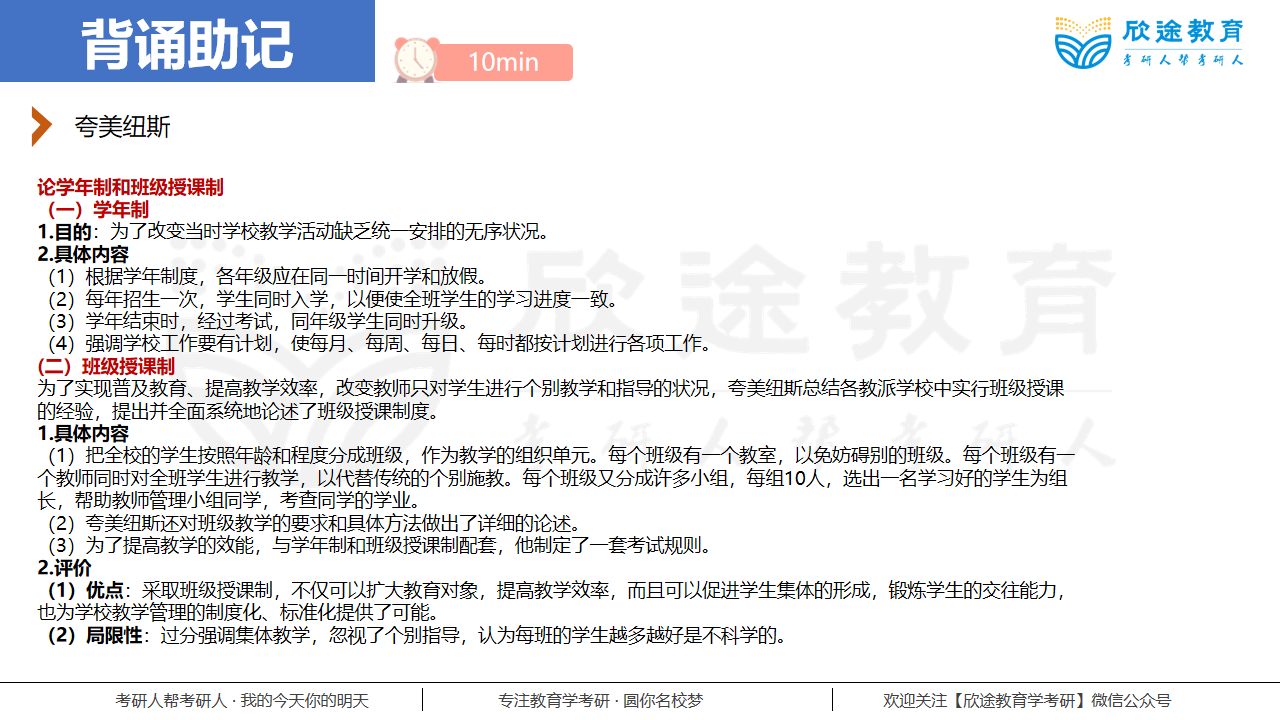 背诵助记
10min
欣途教育
考研人帮考研人
夸美纽斯
论学年制和班级授课制
（一）学年制
1.目的：为了改变当时学校教学活动缺乏统一安排的无序状况。
2.具体内容
（1）根据学年制度，各年级应在同一时间开学和放假。
（2）每年招生一次，学生同时入学，以便使全班学生的学习进度一致。
（3）学年结束时，经过考试，同年级学生同时升级。
（4）强调学校工作要有计划，使每月、每周、每日、每时都按计划进行各项工作。
(二）班级授课制
为了实现普及教育、提高教学效率，改变教师只对学生进行个别教学和指导的状况，夸美纽斯总结各教派学校中实行班级授课
的经验，提出并全面系统地论述了班级授课制度。
1.具体内容
（1）把全校的学生按照年龄和程度分成班级，作为教学的组织单元。每个班级有一个教室，以免妨碍别的班级。每个班级有一
个教师同时对全班学生进行教学，以代替传统的个别施教。每个班级又分成许多小组，每组10人，选出一名学习好的学生为组
长，帮助教师管理小组同学，考查同学的学业。
（2）夸美纽斯还对班级教学的要求和具体方法做出了详细的论述。
（3）为了提高教学的效能，与学年制和班级授课制配套，他制定了一套考试规则。
2.评价
（1）优点：采取班级授课制，不仅可以扩大教育对象，提高教学效率，而且可以促进学生集体的形成，锻炼学生的交往能力，
也为学校教学管理的制度化、标准化提供了可能。
（2）局限性：过分强调集体教学，忽视了个别指导，认为每班的学生越多越好是不科学的。
欣途教育
考研人帮考研人
考研人帮考研人 · 我的今天你的明天
专注教育学考研 · 圆你名校梦
欢迎关注【欣途教育学考研】微信公众号